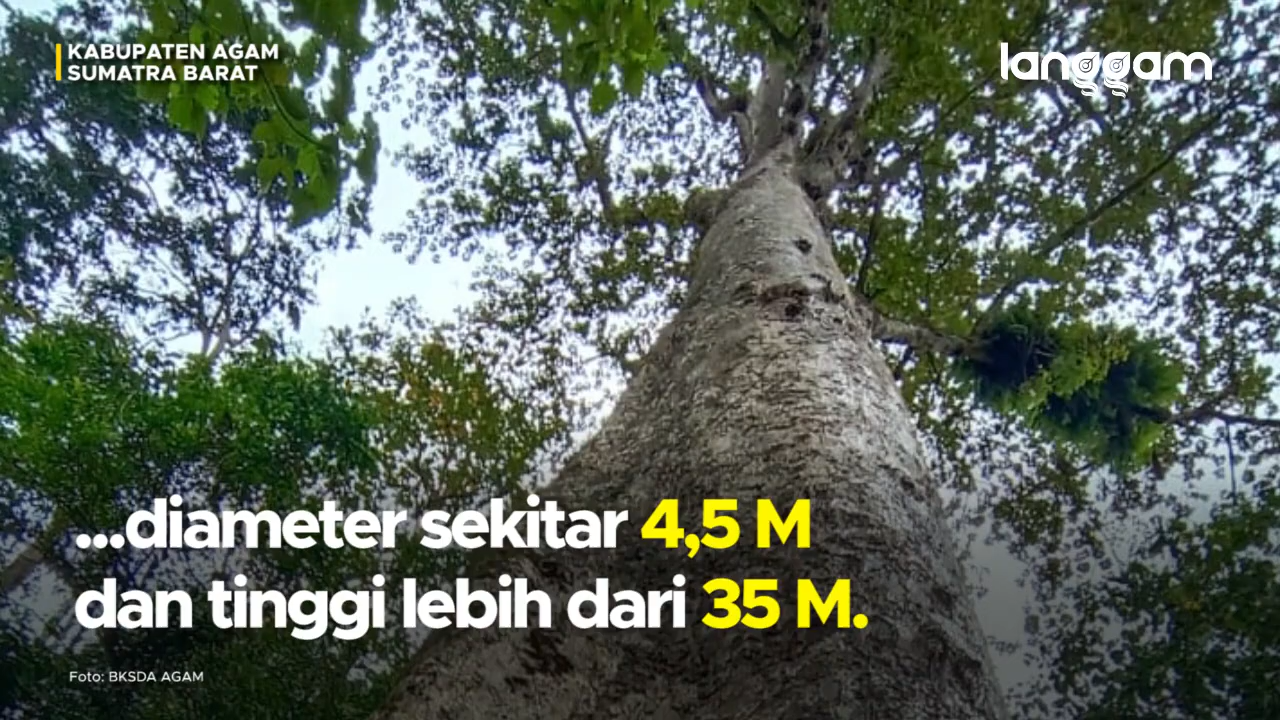 KABUPATEN AGAM
SUMATRA BARAT
langgam
...diameter sekitar 4,5 M
dan tinggi lebih dari 35 M.
Foto: BKSDA AGAM